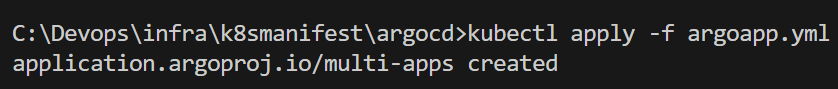 C:\Devops\infra\k8smanifest\argocd>kubectl apply -f argoapp.yml
application.argoproj.io/multi-apps created